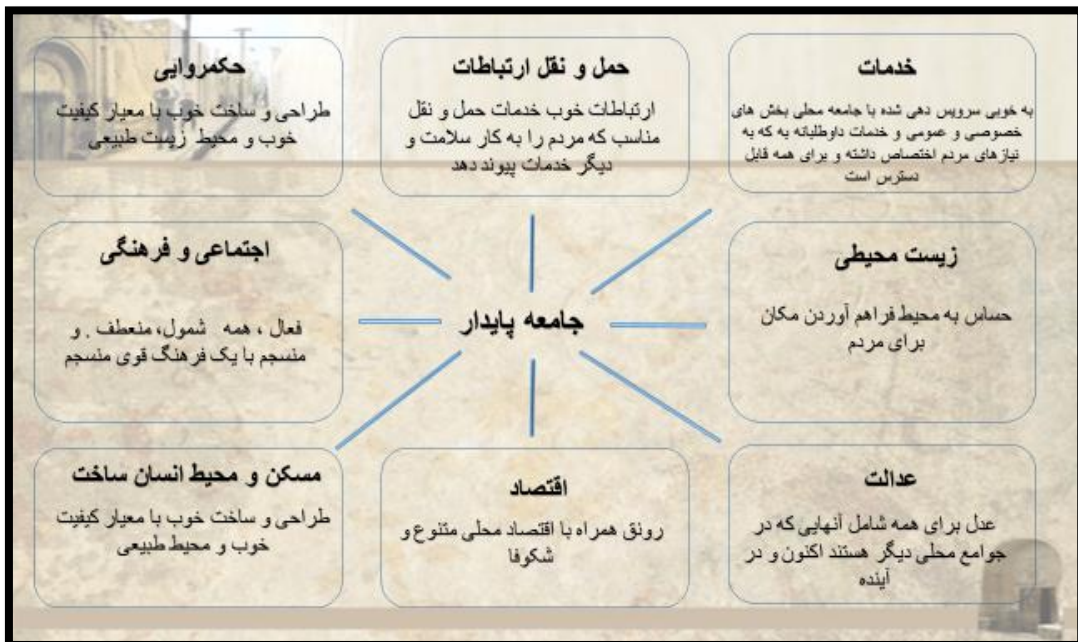 خدمات
به خوبی سرویس دهی شده با جامعه محلی بخش های
خصوصی و عمومی و خدمات داوطلبانه به که به
نیازهای مردم اختصاص داشته و برای همه قابل
دسترس است
حمل و نقل ارتباطات
ارتباطات خوب خدمات حمل و نقل
مناسب که مردم را به کار سلامت و
دیگر خدمات پیوند دهد
حکمروایی
طراحی و ساخت خوب با معیار کیفیت
خوب و محیط زیست طبیعی
زیست محیطی
حساس به محیط فراهم آوردن مکان
برای مردم
جامعه پایدار
اجتماعی و فرهنگی
فعال ، همه شمول، منعطف . و
منسجم با یک فرهنگ قوی منسجم
عدالت
عدل برای همه شامل آنهایی که در
جوامع محلی دیگر هستند اکنون و در
آینده
اقتصاد
رونق همراه با اقتصاد محلی متنوع و
شکوفا
مسکن و محیط انسان ساخت
طراحی و ساخت خوب با معیار کیفیت
خوب و محیط طبیعی